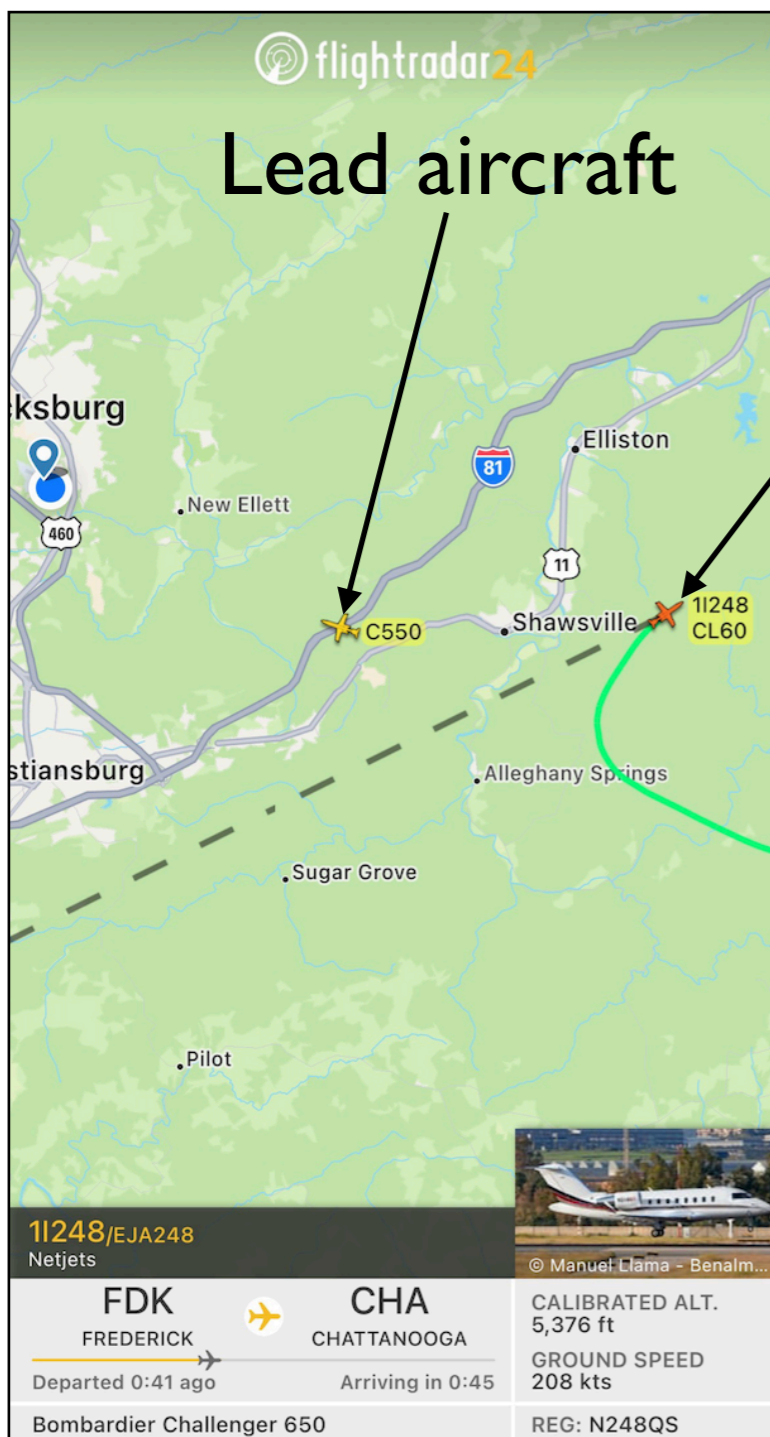 flightradar24
Lead aircraft
cksburg
Elliston
81
New Ellett
460
11
1I248
CL60
C550
Shawsville
stiansburg
Alleghany Springs
Sugar Grove
Pilot
1I248/EJA248
Netjets
© Manuel Llama - Benalm...
FDK
CHA
FREDERICK
CHATTANOOGA
Departed 0:41 ago
Arriving in 0:45
CALIBRATED ALT.
5,376 ft
GROUND SPEED
208 kts
Bombardier Challenger 650
REG: N248QS